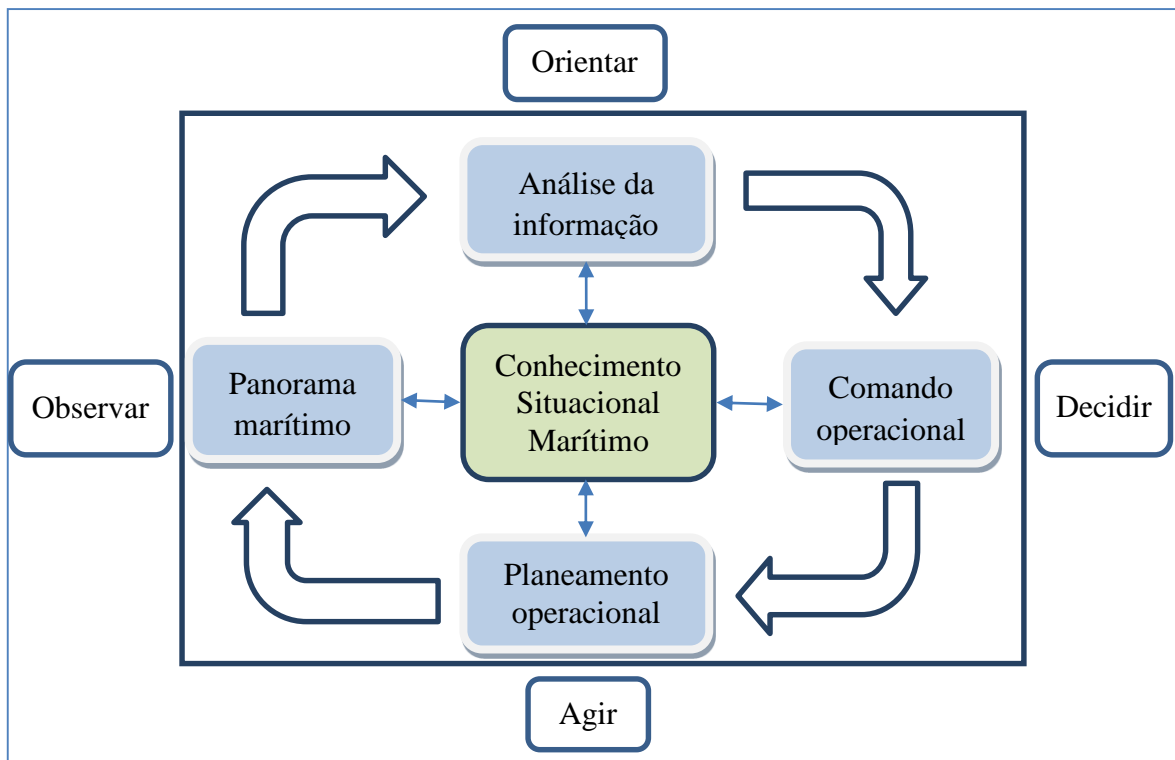 Orientar
Análise da
informação
Observar
Panorama
marítimo
Conhecimento
Situacional
Marítimo
Comando
operacional
Decidir
Planeamento
operacional
Agir